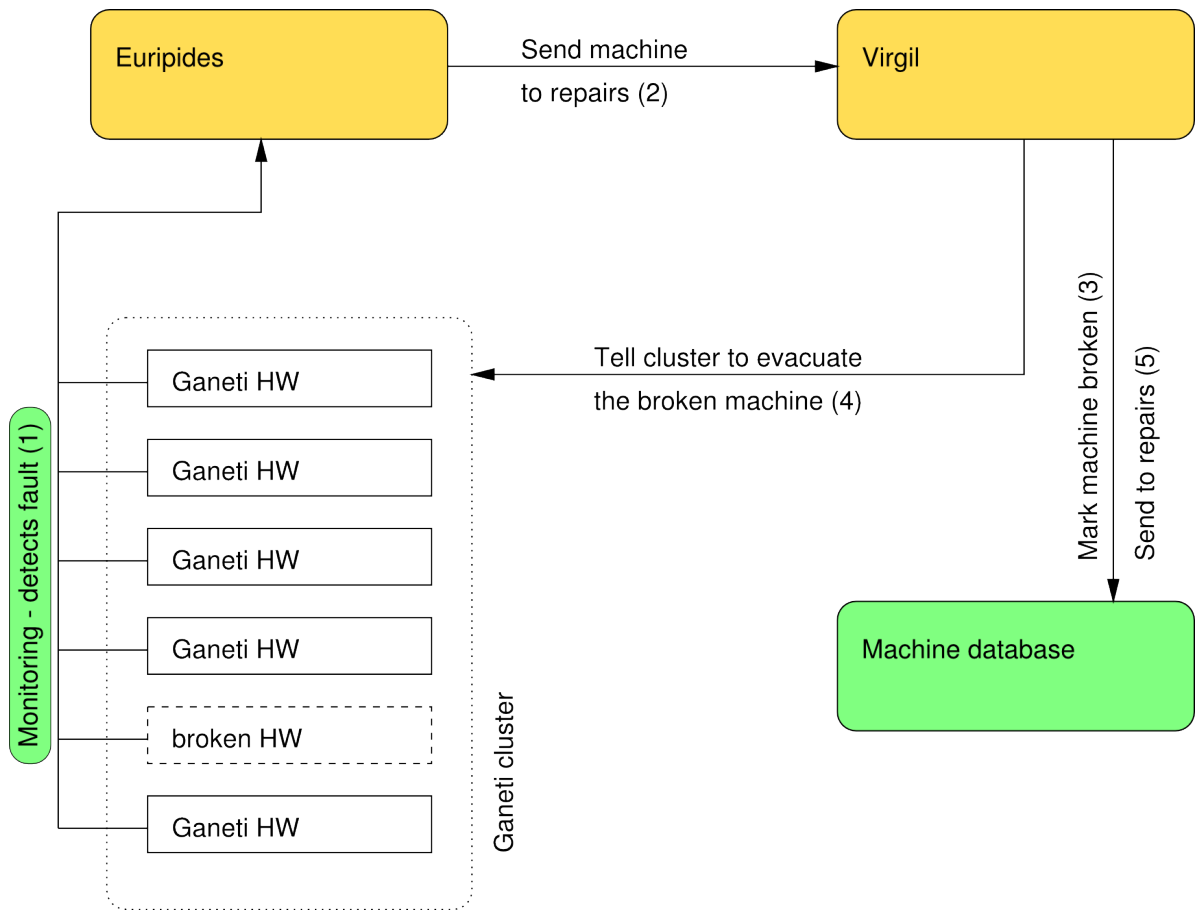 Euripides
Send machine
to repairs (2)
Virgil
Tell cluster to evacuate
the broken machine (4)
Mark machine broken (3)
Send to repairs (5)
Monitoring - detects fault (1)
Ganeti HW
Ganeti HW
Ganeti HW
Ganeti HW
broken HW
Ganeti HW
Ganeti cluster
Machine database